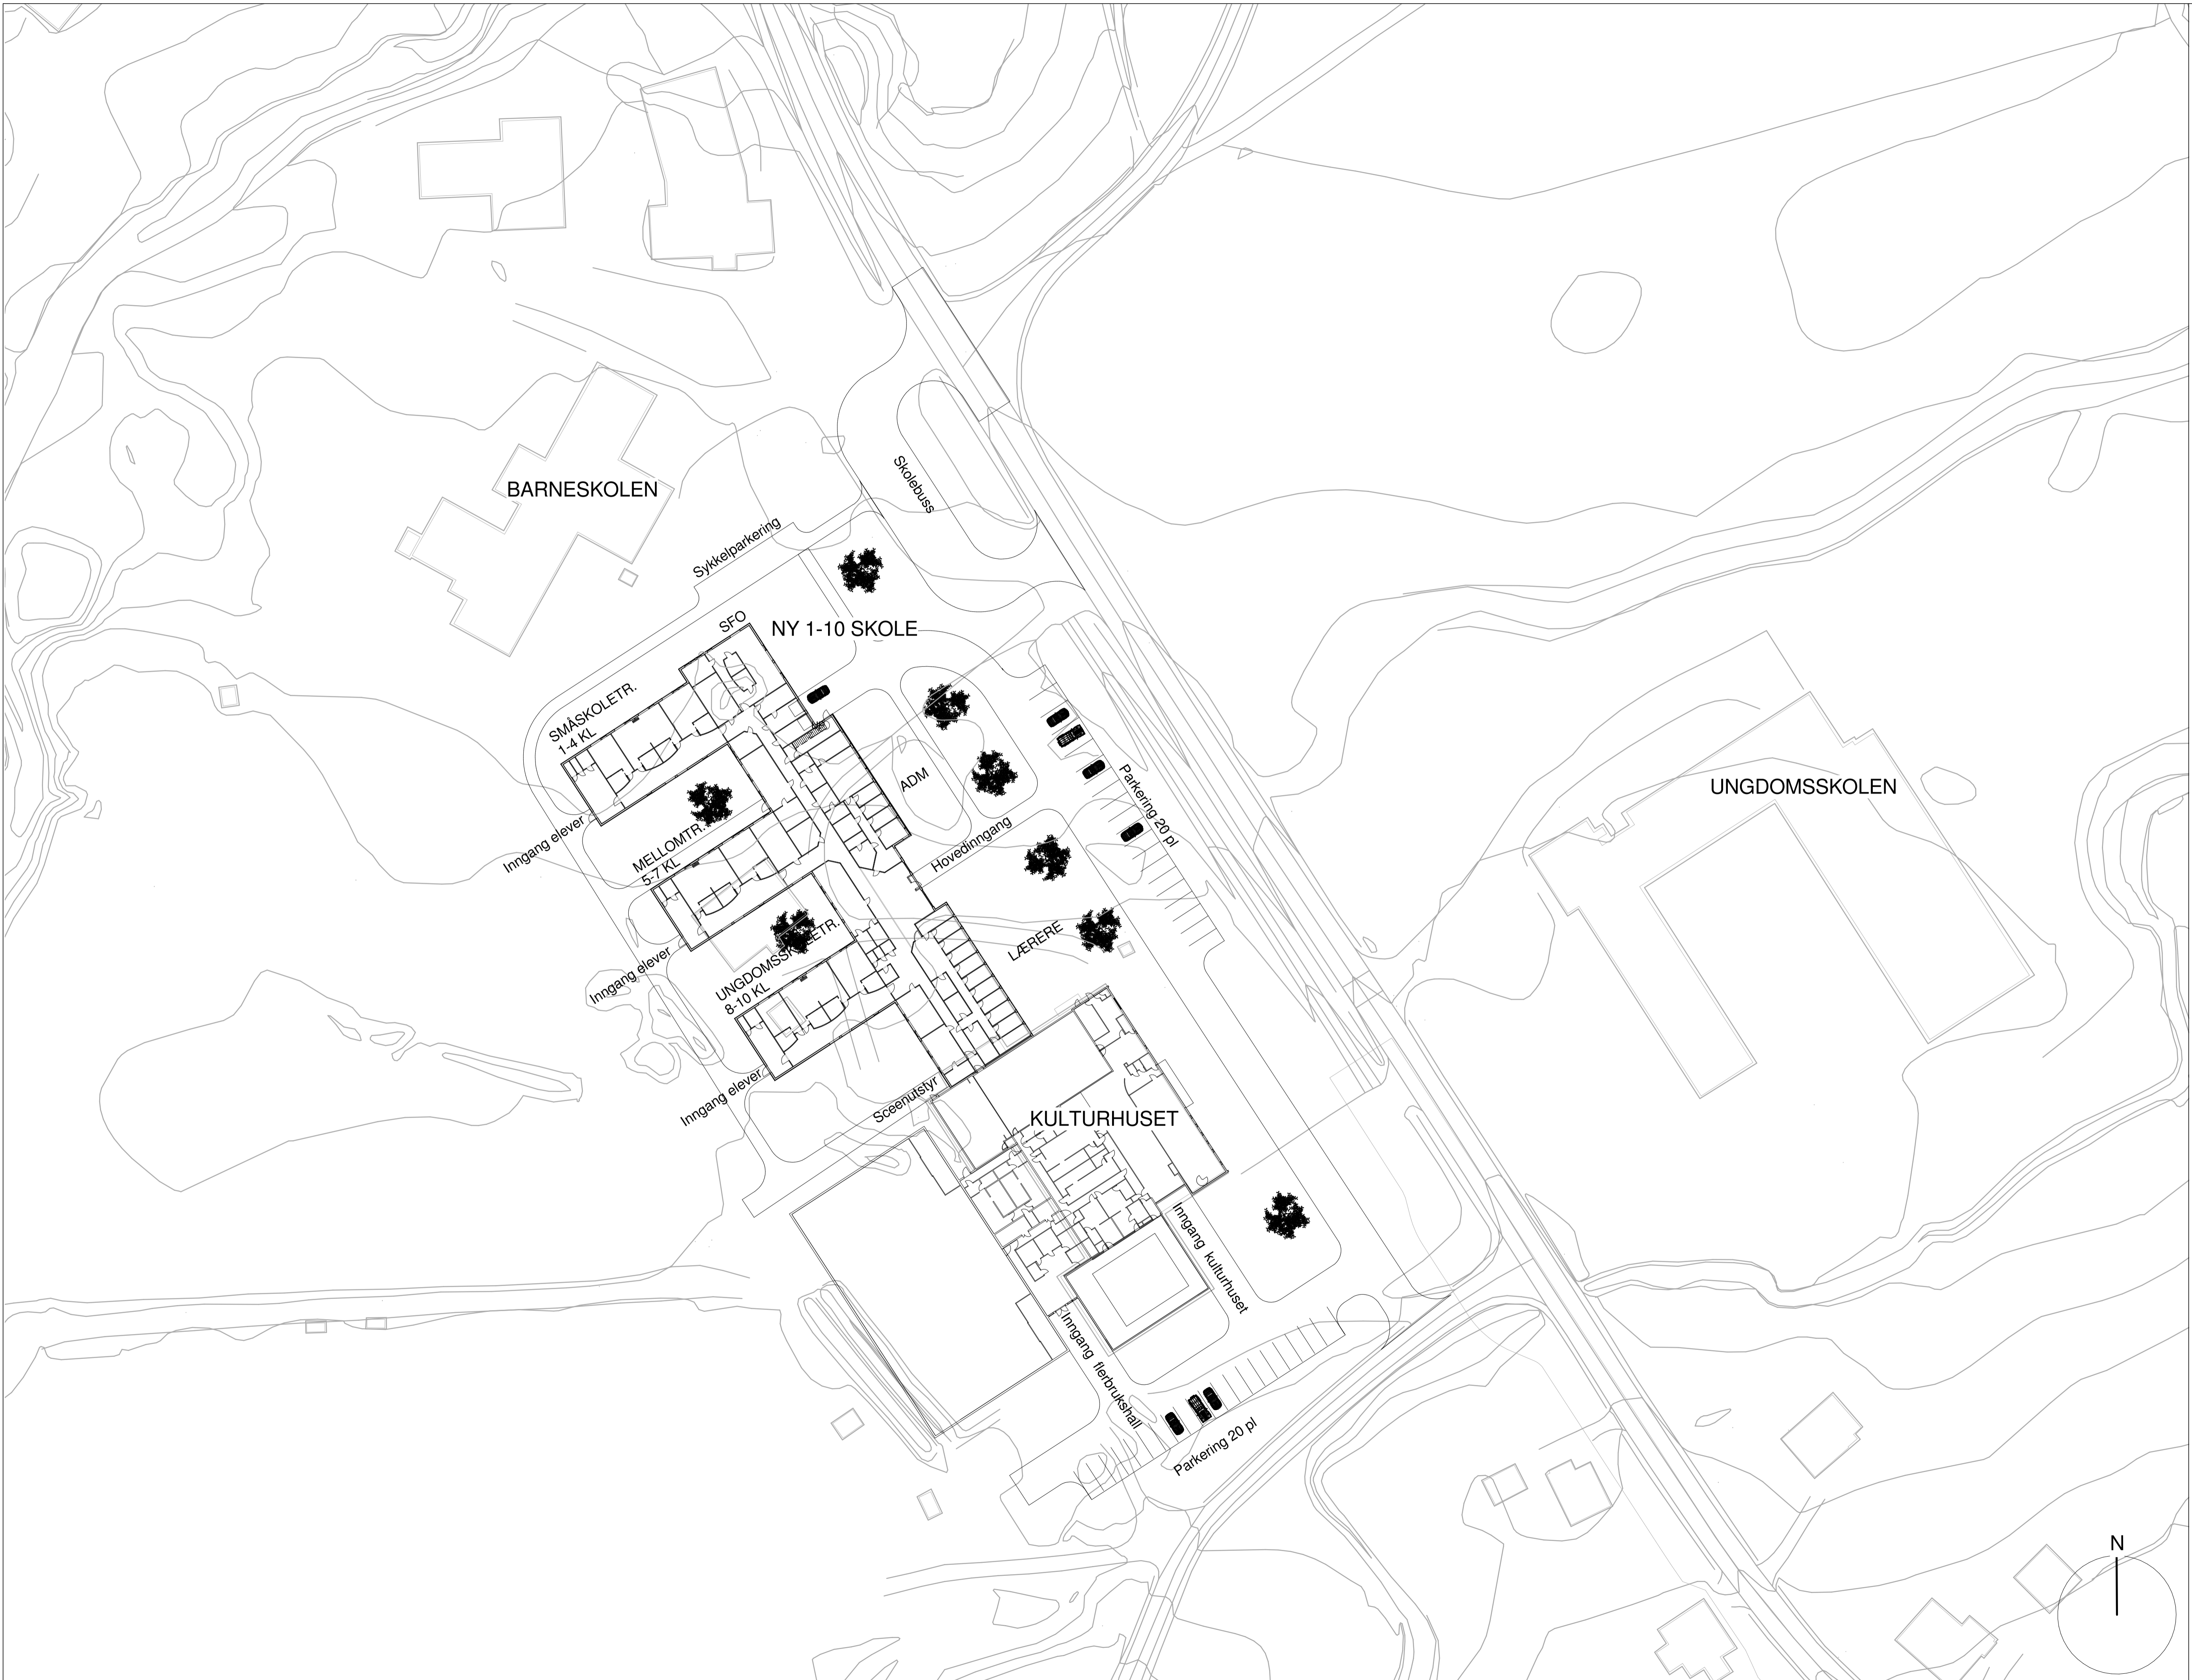 BARNESKOLEN
Skolebuss
Sykkelparkering
SFO
NY 1-10 SKOLE
SMÅSKOLETR.
1-4 KL
ADM
Parkering 20 pl
UNGDOMSSKOLEN
Inngang elever
MELLOMTR.
5-7 KL
Hovedinngang
LÆRERE
Inngang elever
UNGDOMSSKOLETR.
8-10 KL
Inngang elever
Sceenutstyr
KULTURHUSET
Inngang kulturhuset
Inngang flerbrukshall
Parkering 20 pl
N